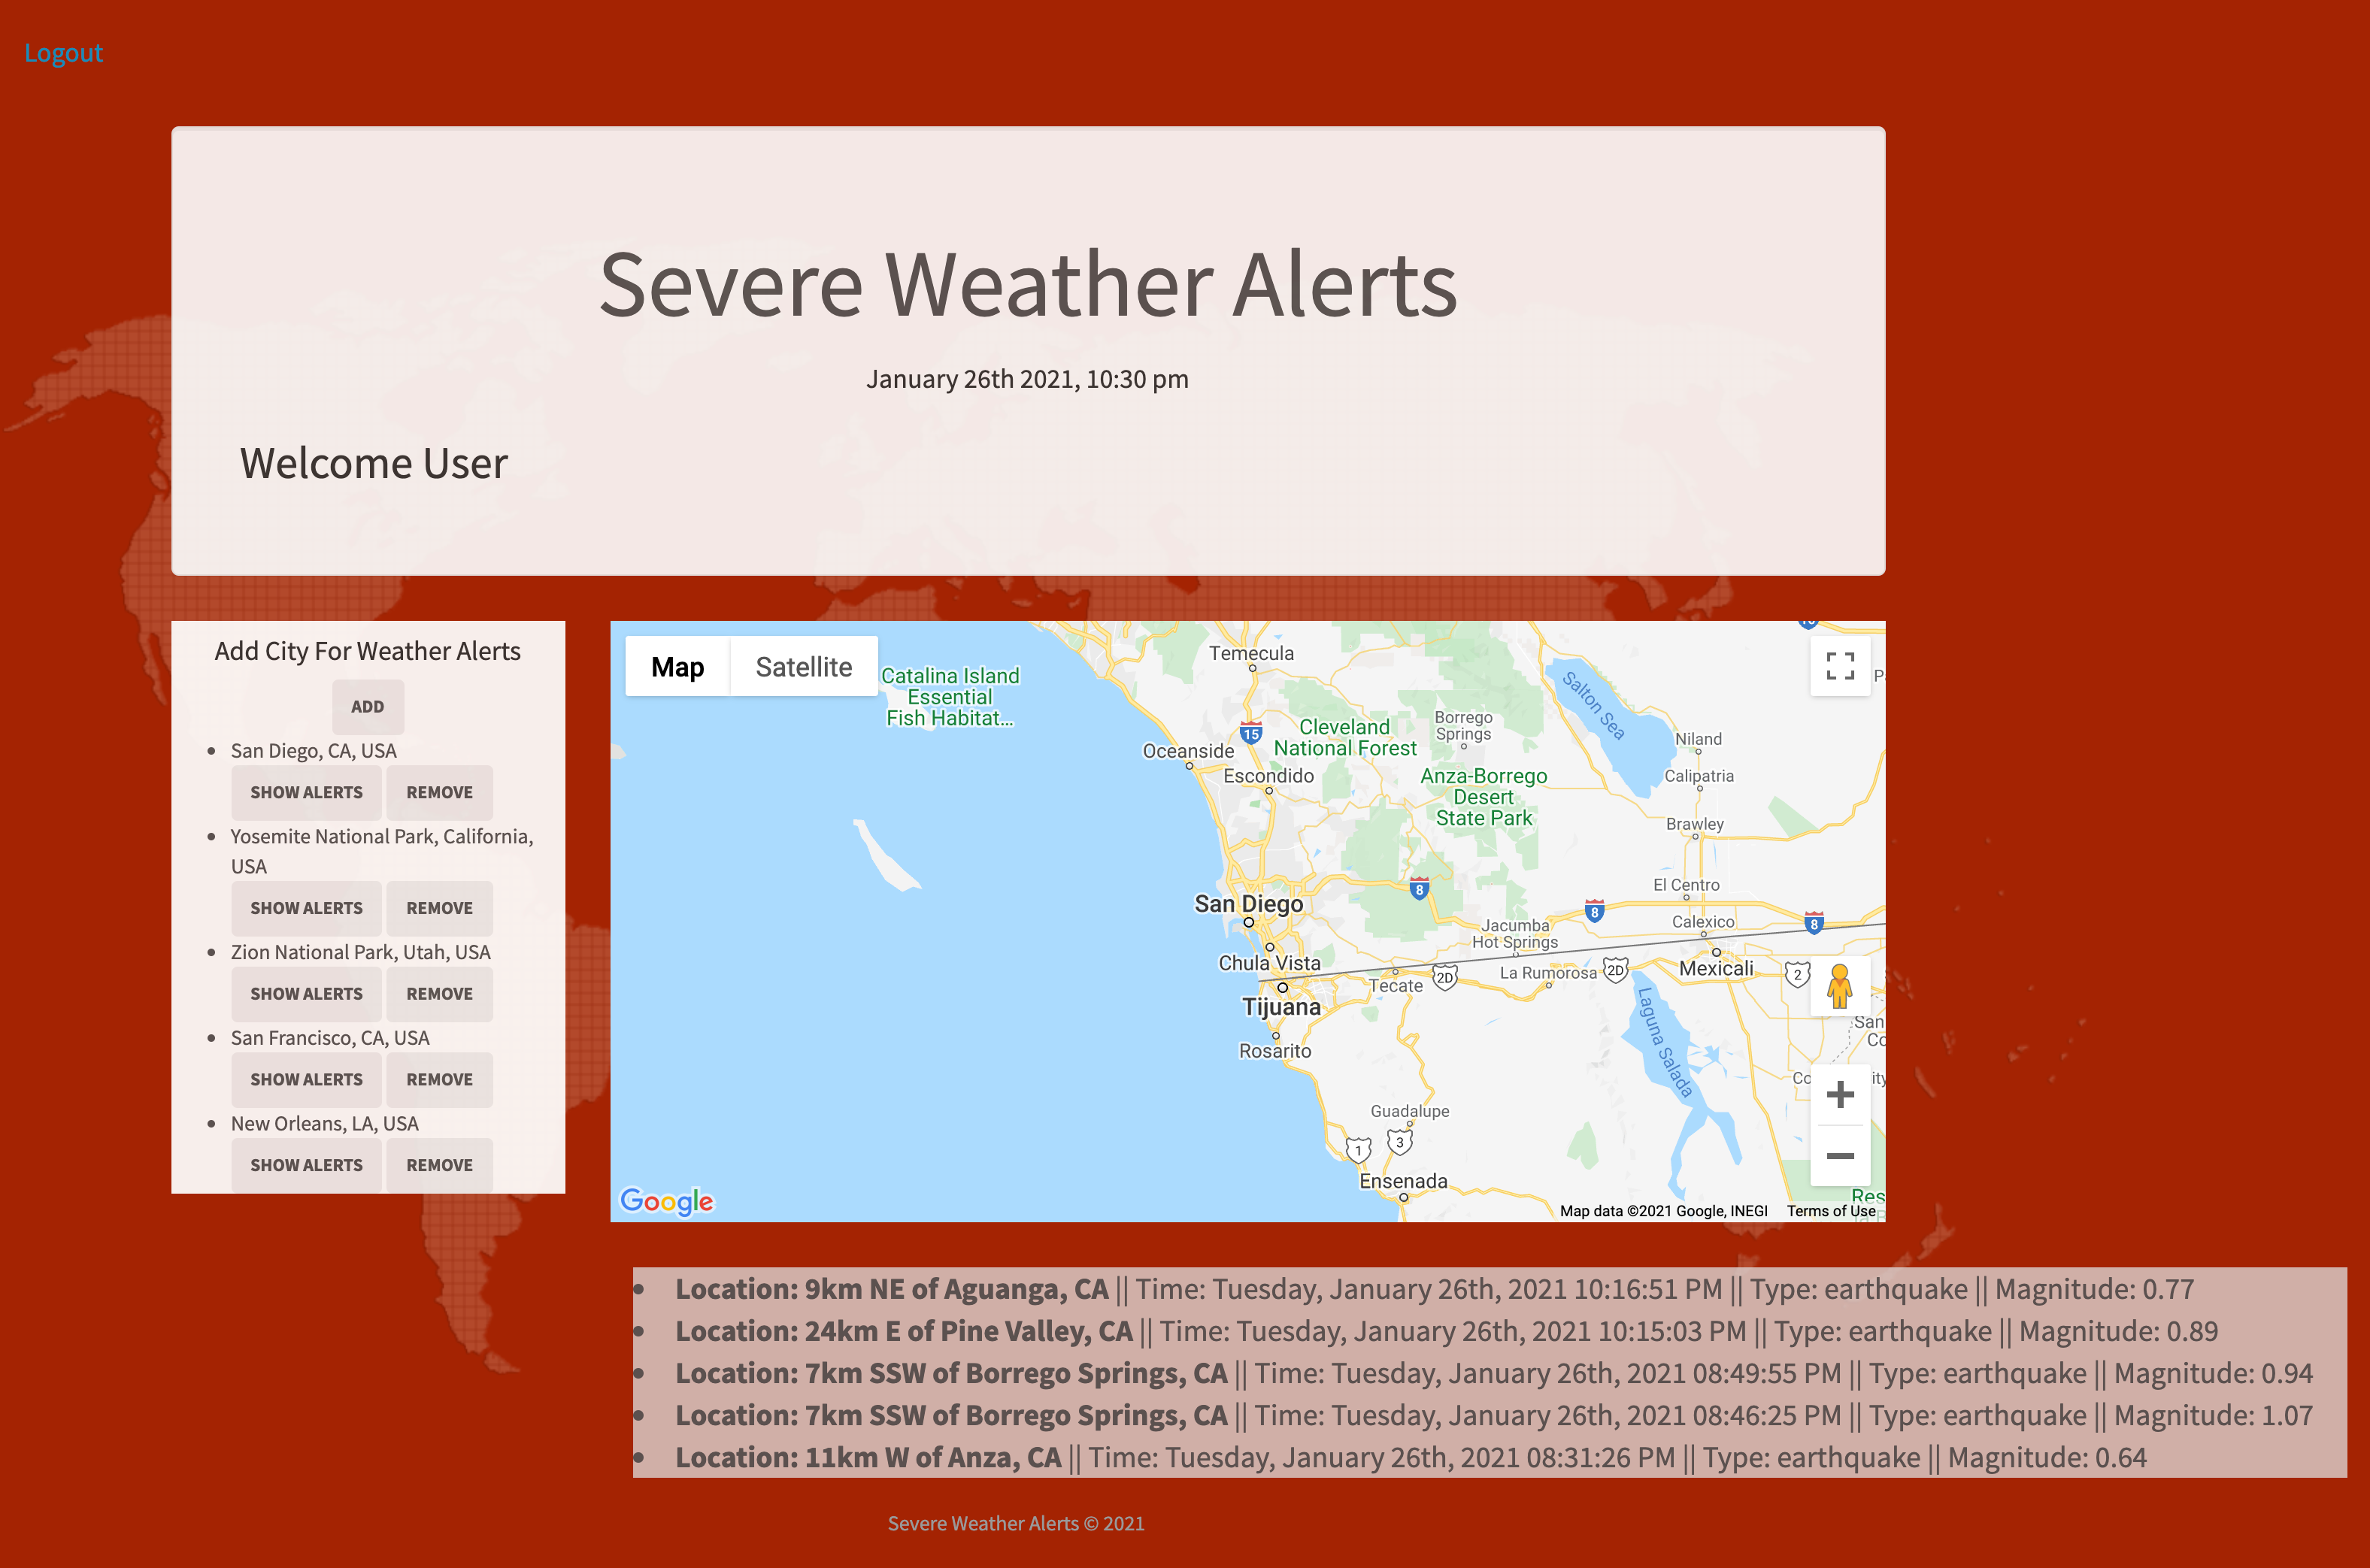 Logout
Severe Weather Alerts
January 26th 2021, 10:30 pm
Welcome User
Add City For Weather Alerts
ADD
San Diego, CA, USA
SHOW ALERTS REMOVE
Yosemite National Park, California,
USA
SHOW ALERTS REMOVE
Zion National Park, Utah, USA
SHOW ALERTS REMOVE
San Francisco, CA, USA
SHOW ALERTS REMOVE
New Orleans, LA, USA
SHOW ALERTS REMOVE
Map Satellite
Catalina Island
Essential
Fish Habitat...
Temecula
Salton Sea
15
Cleveland
National Forest
Borrego
Springs
Niland
Oceanside
Escondido
Anza-Borrego
Desert
State Park
Calipatria
Brawley
San Diego
8
8
El Centro
8
Calexico
Jacumba
Hot Springs
Chula Vista
Tecate
2D
La Rumorosa
2D
Mexicali
2
Tijuana
Laguna Salada
San
Rosarito
Guadalupe
1
3
Ensenada
Res
Google
Map data ©2021 Google, INEGI Terms of Use
Location: 9km NE of Aguanga, CA || Time: Tuesday, January 26th, 2021 10:16:51 PM || Type: earthquake || Magnitude: 0.77
Location: 24km E of Pine Valley, CA || Time: Tuesday, January 26th, 2021 10:15:03 PM || Type: earthquake || Magnitude: 0.89
Location: 7km SSW of Borrego Springs, CA || Time: Tuesday, January 26th, 2021 08:49:55 PM || Type: earthquake || Magnitude: 0.94
Location: 7km SSW of Borrego Springs, CA || Time: Tuesday, January 26th, 2021 08:46:25 PM || Type: earthquake || Magnitude: 1.07
Location: 11km W of Anza, CA || Time: Tuesday, January 26th, 2021 08:31:26 PM || Type: earthquake || Magnitude: 0.64
Severe Weather Alerts © 2021